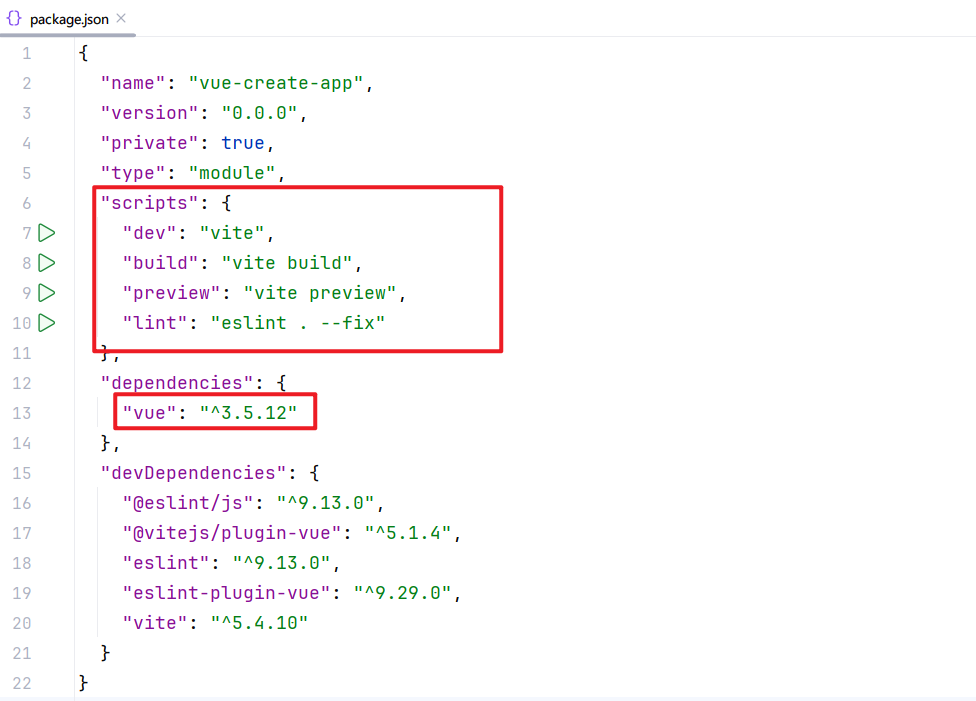 package.json
1 {
2 "name": "vue-create-app",
3 "version": "0.0.0",
4 "private": true,
5 "type": "module",
6 "scripts": {
7 "dev": "vite",
8 "build": "vite build",
9 "preview": "vite preview",
10 "lint": "eslint . --fix"
11 },
12 "dependencies": {
13 "vue": "^3.5.12"
14 },
15 "devDependencies": {
16 "@eslint/js": "^9.13.0",
17 "@vitejs/plugin-vue": "^5.1.4",
18 "eslint": "^9.13.0",
19 "eslint-plugin-vue": "^9.29.0",
20 "vite": "^5.4.10"
21 }
22 }